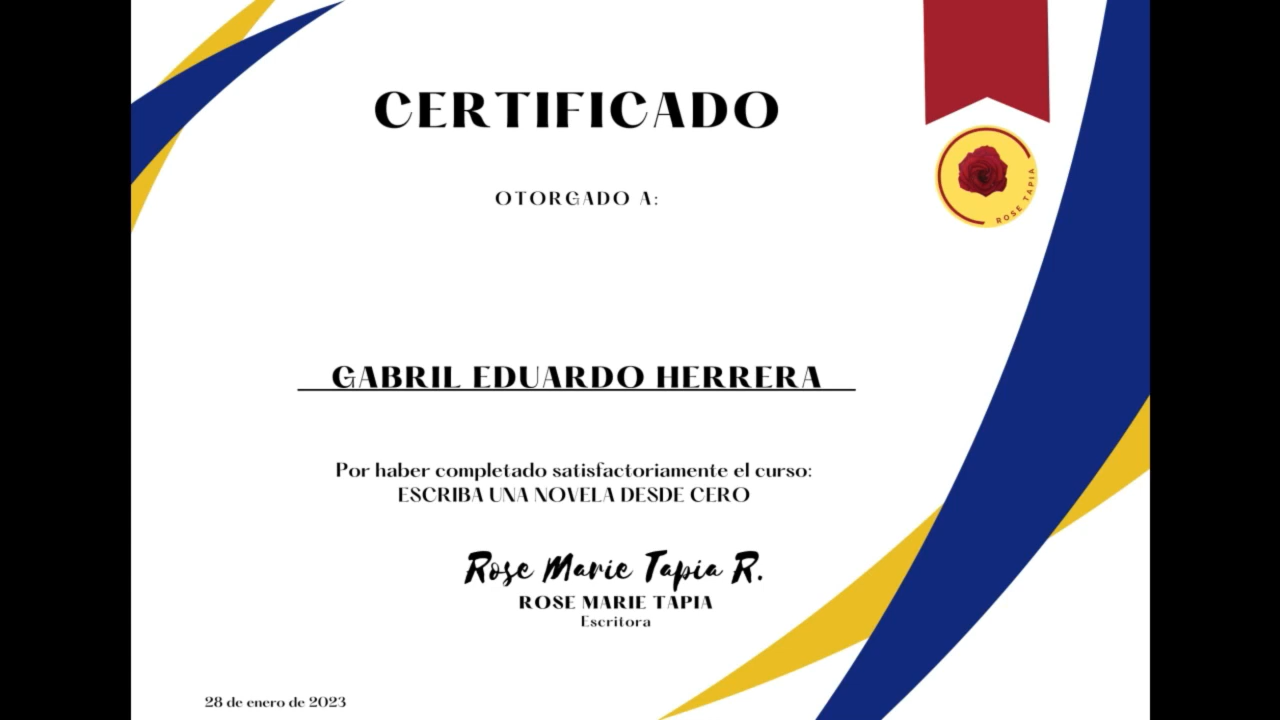 CERTIFICADO
ROSE TAPIA
OTORGADO A:
GABRIL EDUARDO HERRERA
Por haber completado satisfactoriamente el curso:
ESCRIBA UNA NOVELA DESDE CERO
Rose Marie Tapia R.
ROSE MARIE TAPIA
Escritora
28 de enero de 2023